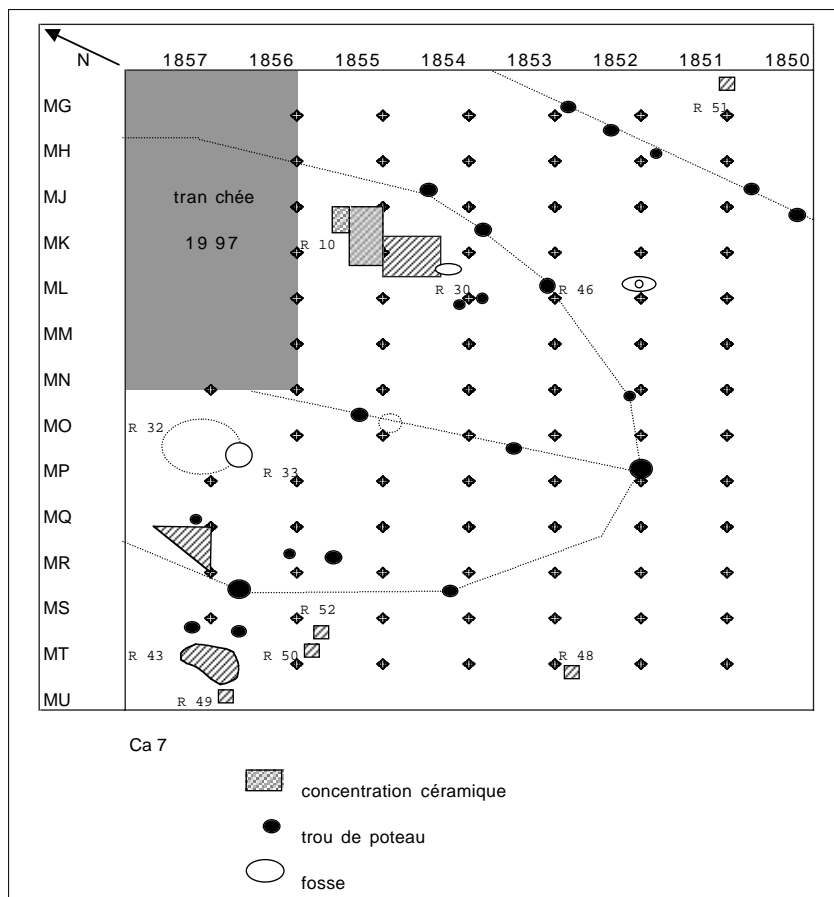 N 1857 1856 1855 1854 1853 1852 1851 1850
MG
R 51
MH
MJ
tran chée
19 97
MK
R 10
ML
R 30
R 46
MM
MN
MO
R 32
MP
R 33
MQ
MR
MS
R 52
MT
R 43
R 50
R 48
MU
R 49
Ca 7
concentration céramique
trou de poteau
fosse